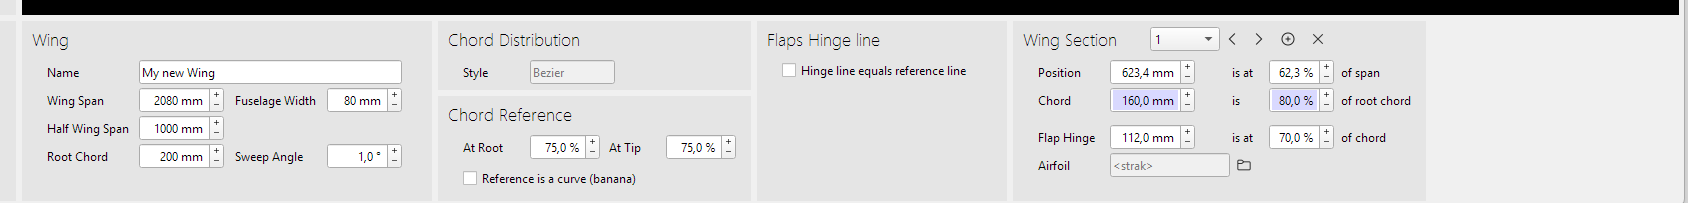 Wing
Name My new Wing
Wing Span 2080 mm Fuselage Width 80 mm
Half Wing Span 1000 mm
Root Chord 200 mm Sweep Angle 1,0 °
Chord Distribution
Style Bezier
Chord Reference
At Root 75,0 % At Tip 75,0 %
Reference is a curve (banana)
Flaps Hinge line
Hinge line equals reference line
Wing Section 1
Position 623,4 mm is at 62,3 % of span
Chord 160,0 mm is 80,0 % of root chord
Flap Hinge 112,0 mm is at 70,0 % of chord
Airfoil <strak>